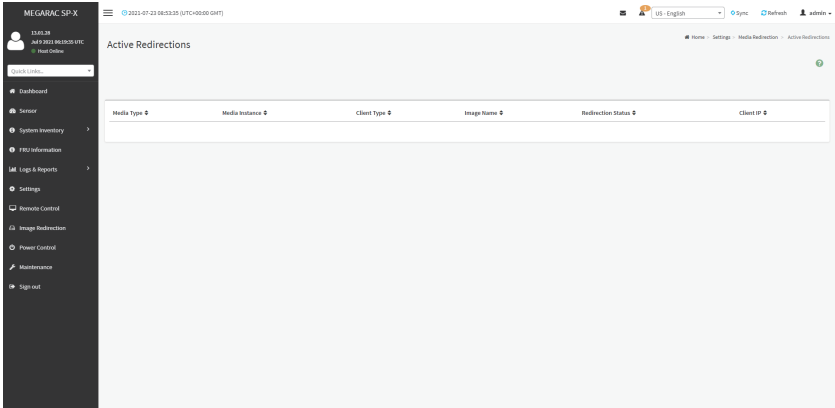 MEGARAC SP-X
13.01.28
Jul 9 2021 06:19:35 UTC
Host Online
Quick Links...
Dashboard
Sensor
System Inventory
FRU Information
Logs & Reports
Settings
Remote Control
Image Redirection
Power Control
Maintenance
Sign out
2021-07-23 08:53:35 (UTC+00:00 GMT)
US - English
Sync
Refresh
admin
Active Redirections
Home > Settings > Media Redirection > Active Redirections
Media Type Media Instance Client Type Image Name Redirection Status Client IP